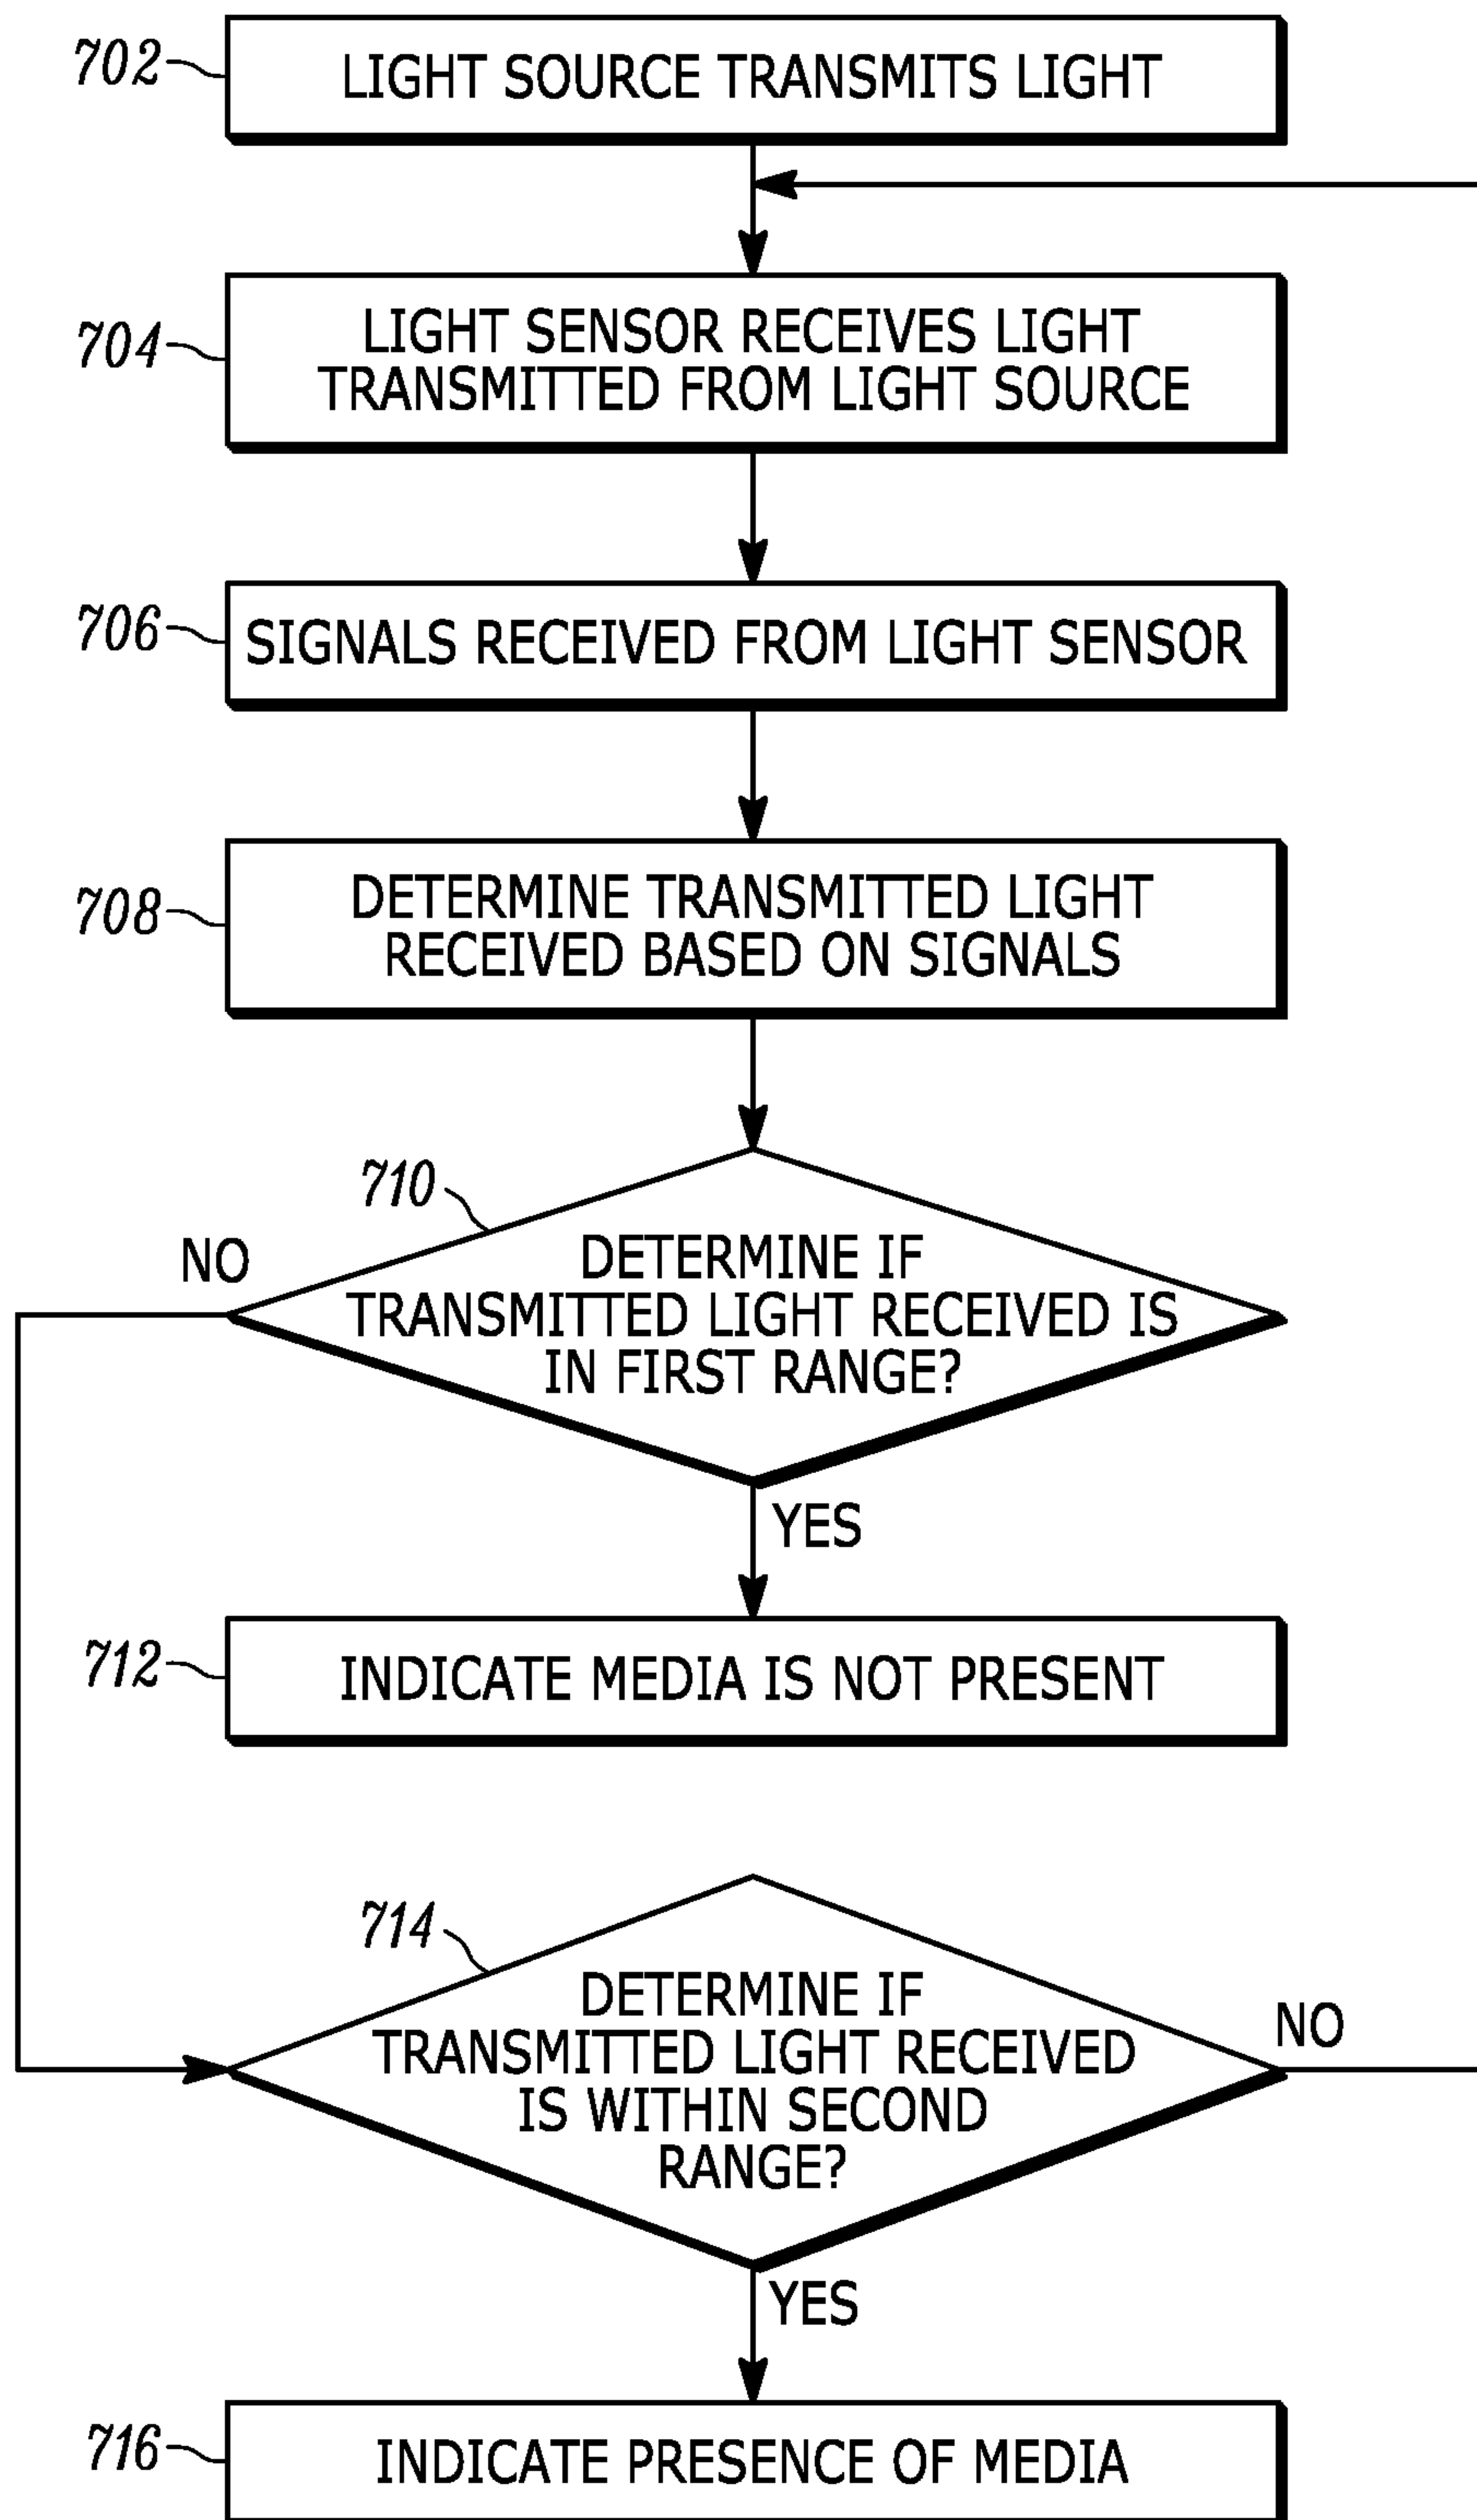 702
LIGHT SOURCE TRANSMITS LIGHT
704
LIGHT SENSOR RECEIVES LIGHT
TRANSMITTED FROM LIGHT SOURCE
706
SIGNALS RECEIVED FROM LIGHT SENSOR
708
DETERMINE TRANSMITTED LIGHT
RECEIVED BASED ON SIGNALS
710
NO
DETERMINE IF
TRANSMITTED LIGHT RECEIVED IS
IN FIRST RANGE?
YES
712
INDICATE MEDIA IS NOT PRESENT
714
DETERMINE IF
TRANSMITTED LIGHT RECEIVED
IS WITHIN SECOND
RANGE?
NO
YES
716
INDICATE PRESENCE OF MEDIA